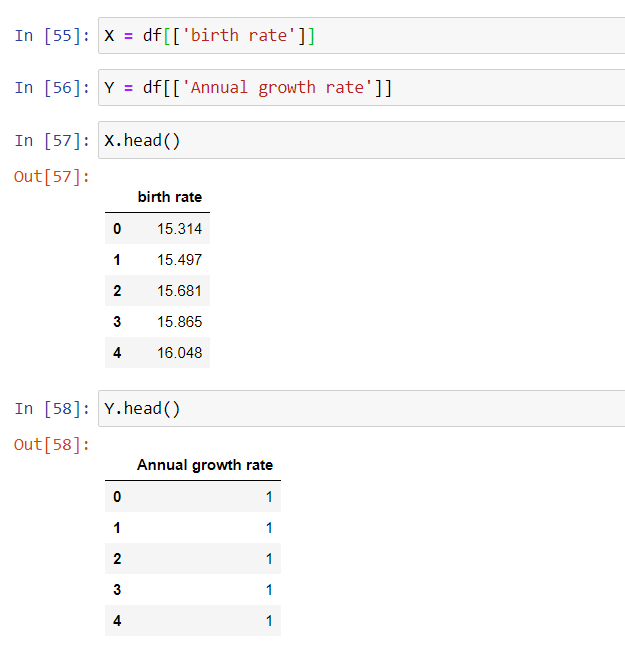 In [55]: X = df[['birth rate']]
In [56]: Y = df[['Annual growth rate']]
In [57]: X.head()
Out[57]:
birth rate
0 15.314
1 15.497
2 15.681
3 15.865
4 16.048
In [58]: Y.head()
Out[58]:
Annual growth rate
0 1
1 1
2 1
3 1
4 1